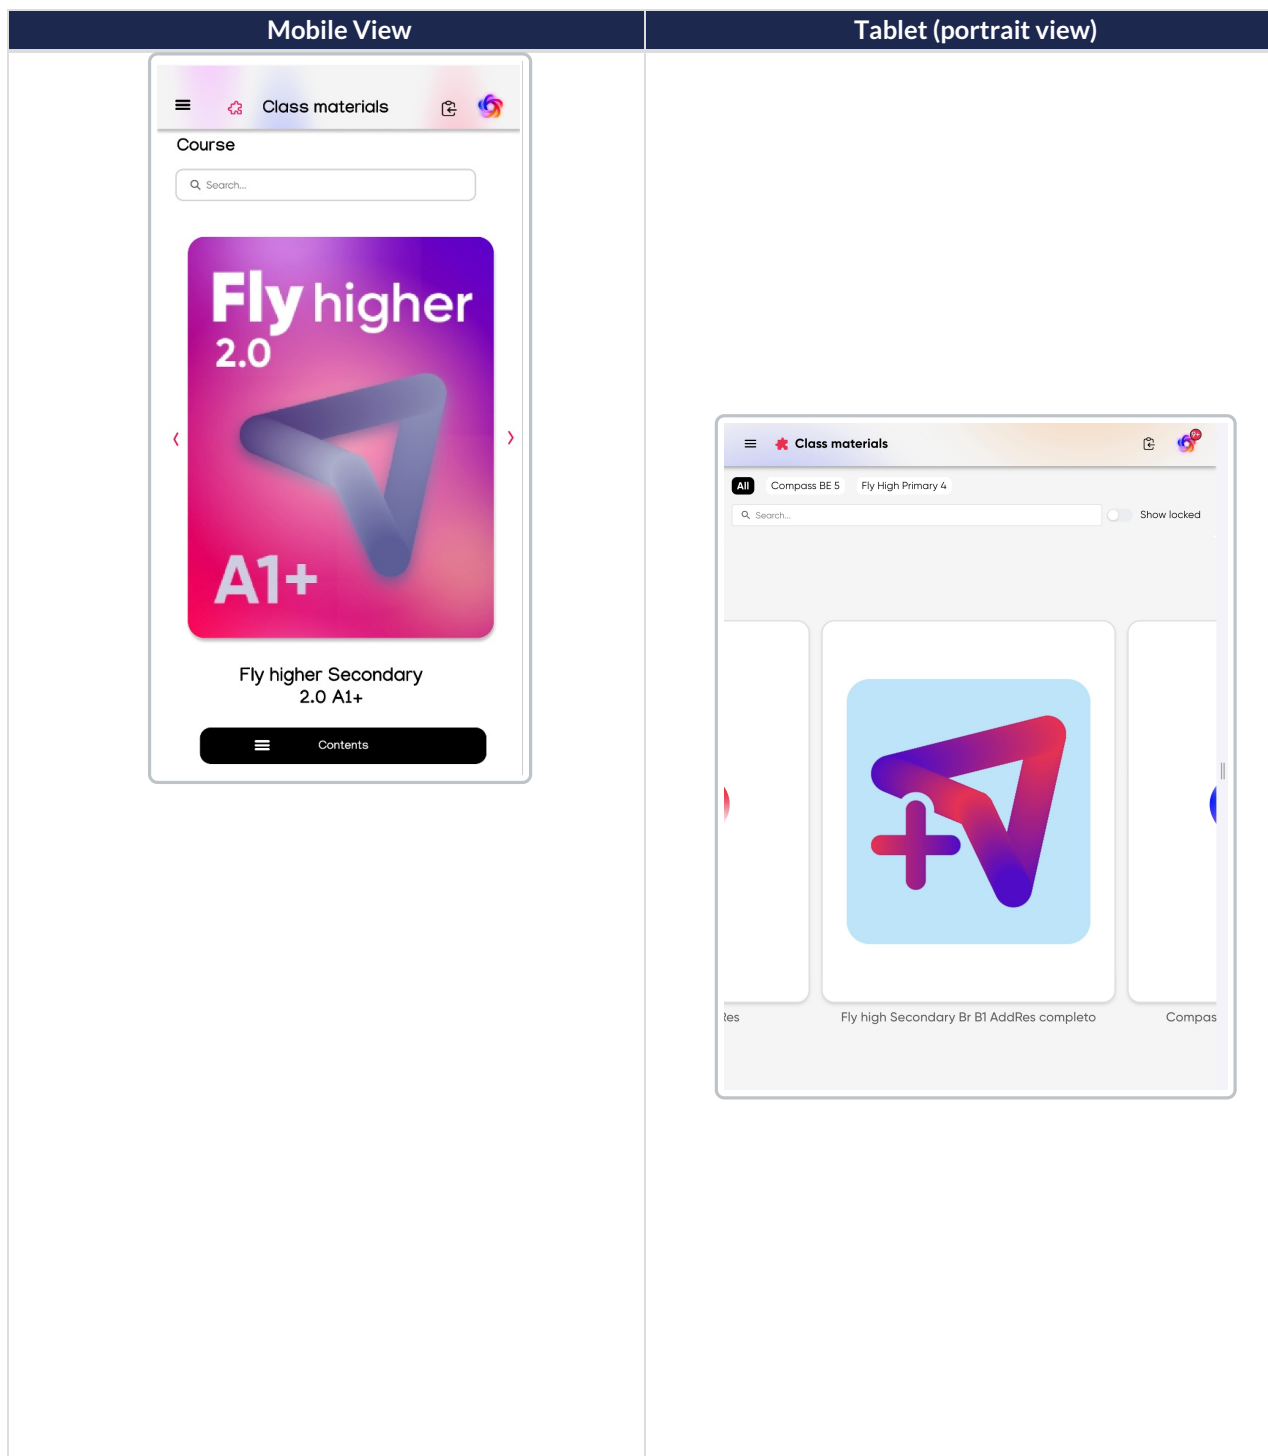 Mobile View
Class materials
Course
Search...
Fly higher
2.0
A1+
Fly higher Secondary
2.0 A1+
Contents
Tablet (portrait view)
Class materials
9+
All Compass BE 5 Fly High Primary 4
Search... Show locked
Res Fly high Secondary Br B1 AddRes completo Compas